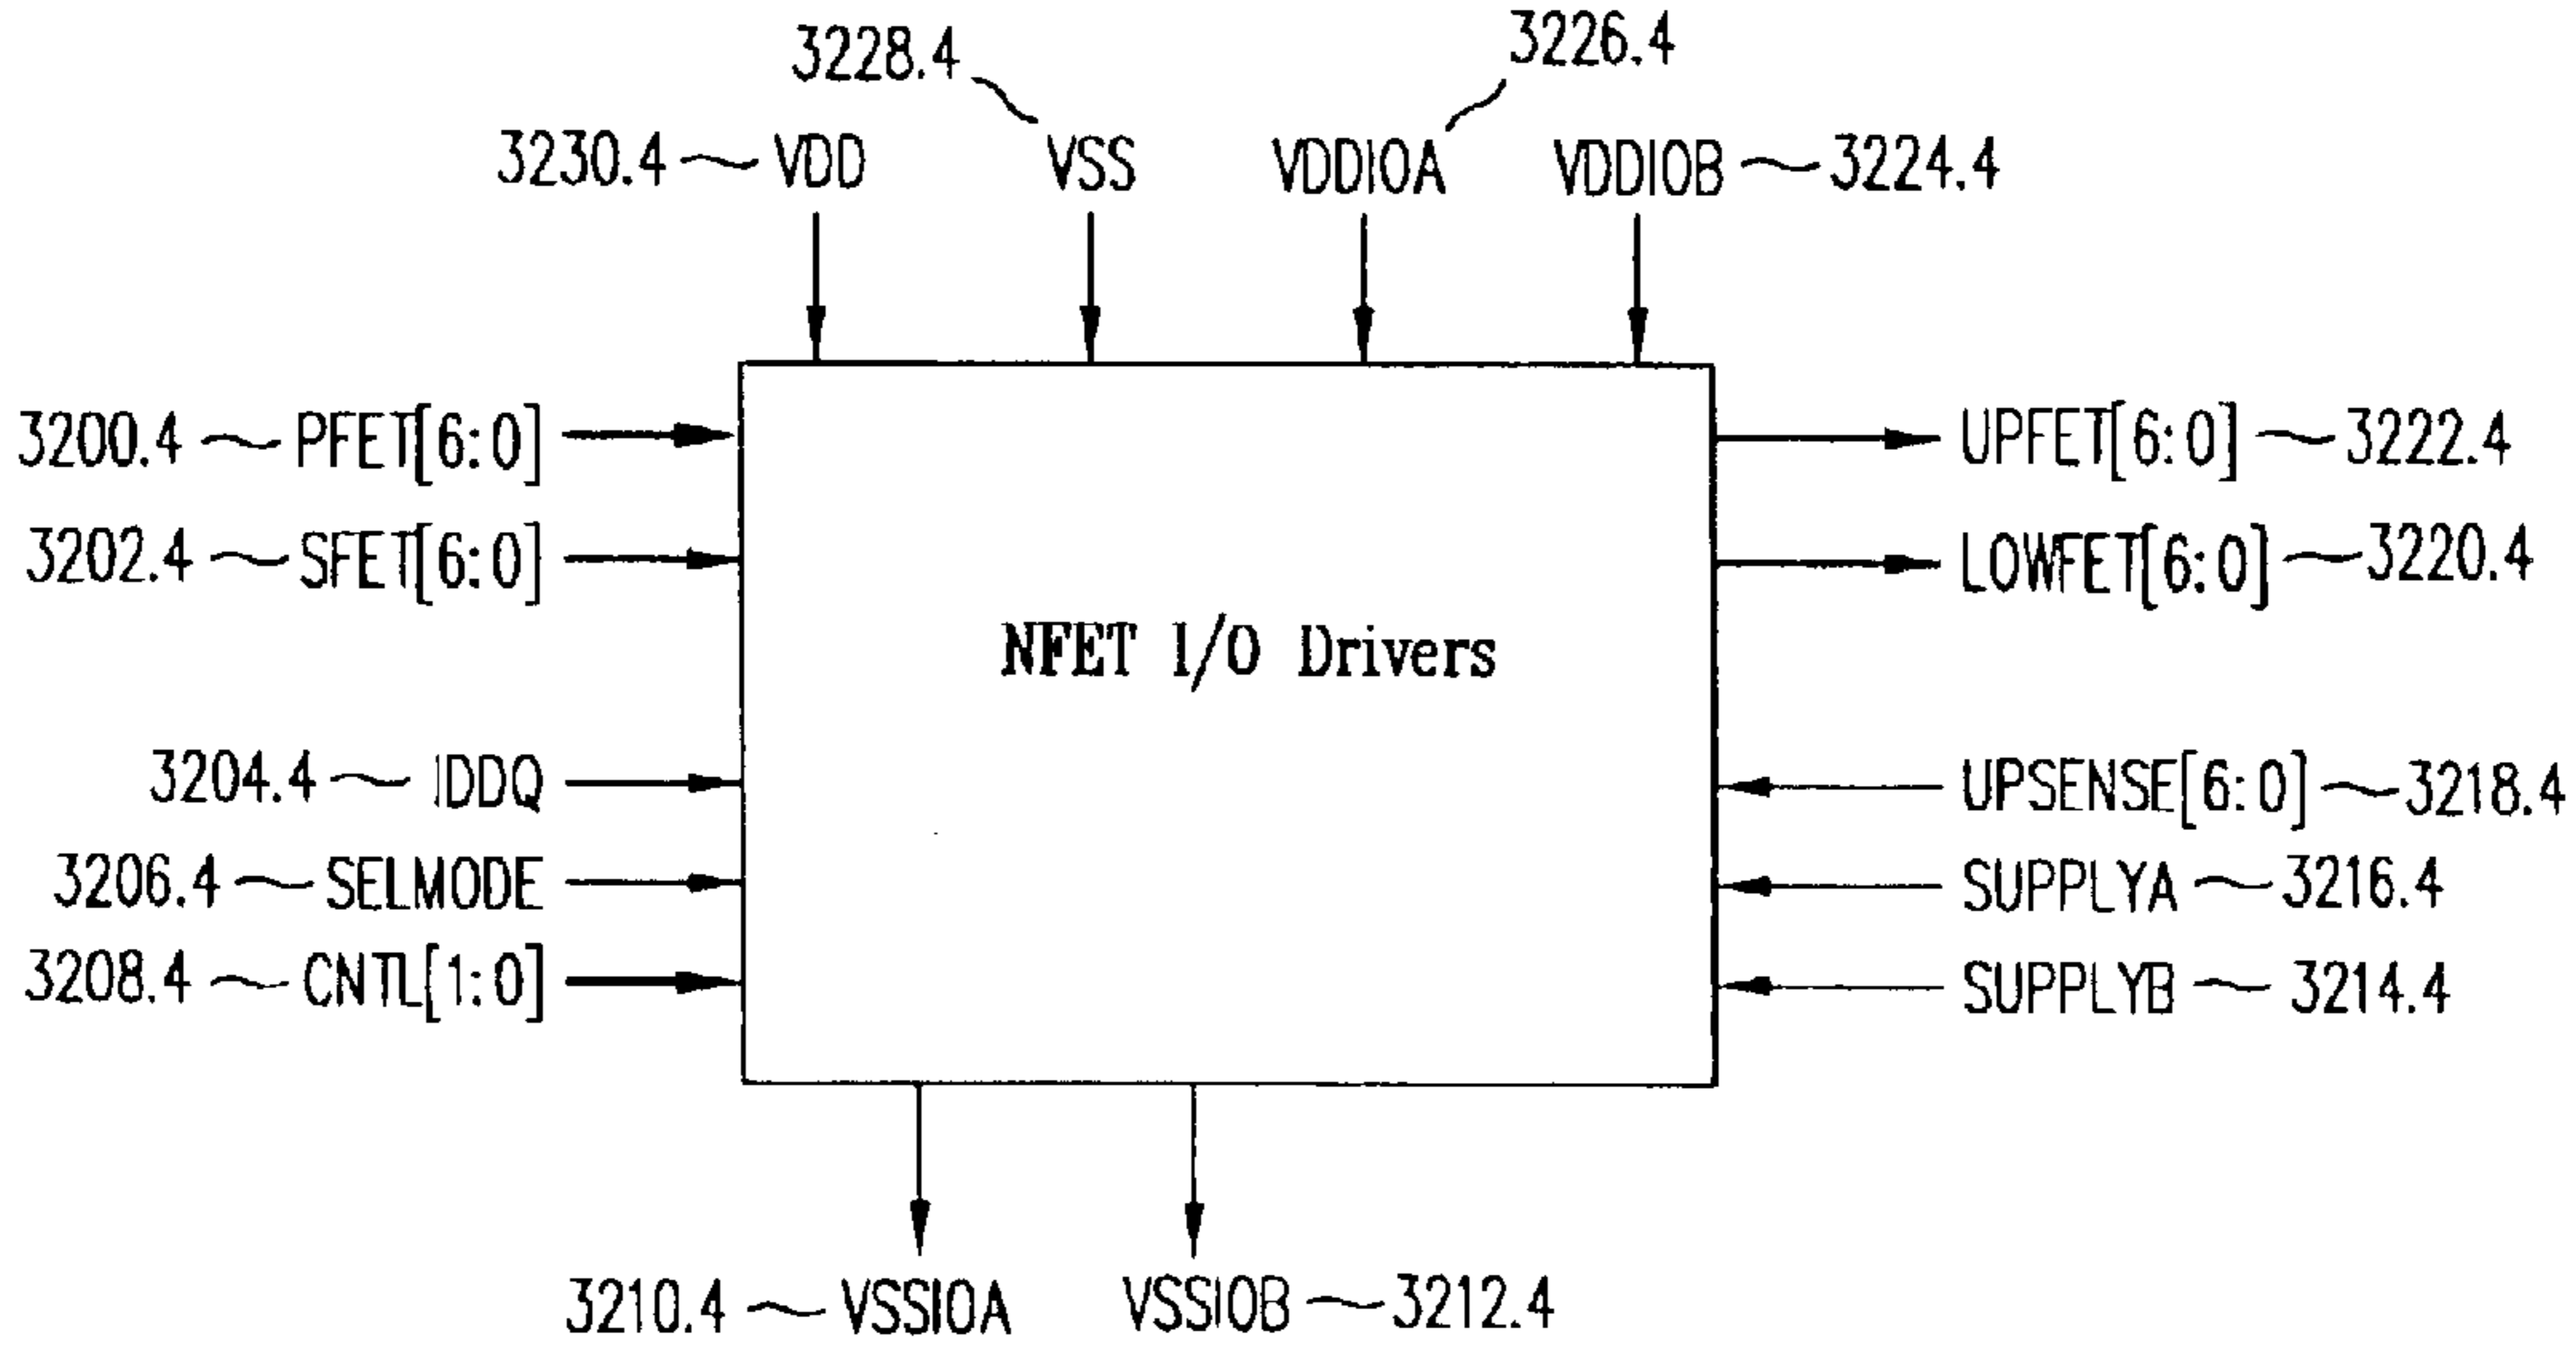 3228.4
3226.4
3230.4 VDD VSS VDDIOA VDDIOB 3224.4
3200.4 PFET[6:0] UPFET[6:0] 3222.4
3202.4 SFET[6:0] LOWFET[6:0] 3220.4
NFET I/O Drivers
3204.4 IDDQ UPSENSE[6:0] 3218.4
3206.4 SELMODE SUPPLYA 3216.4
3208.4 CNTL[1:0] SUPPLYB 3214.4
3210.4 VSSIOA VSSIOB 3212.4